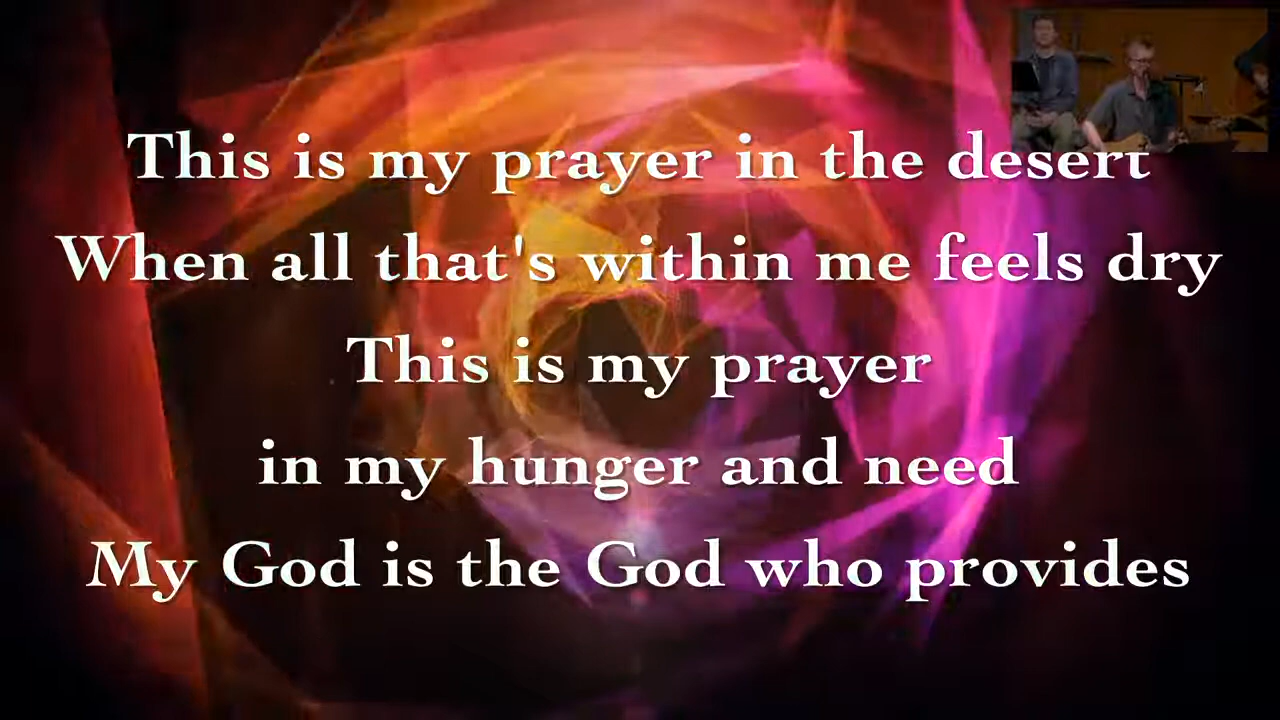 This is my prayer in the desert
When all that's within me feels dry
This is my prayer
in my hunger and need
My God is the God who provides